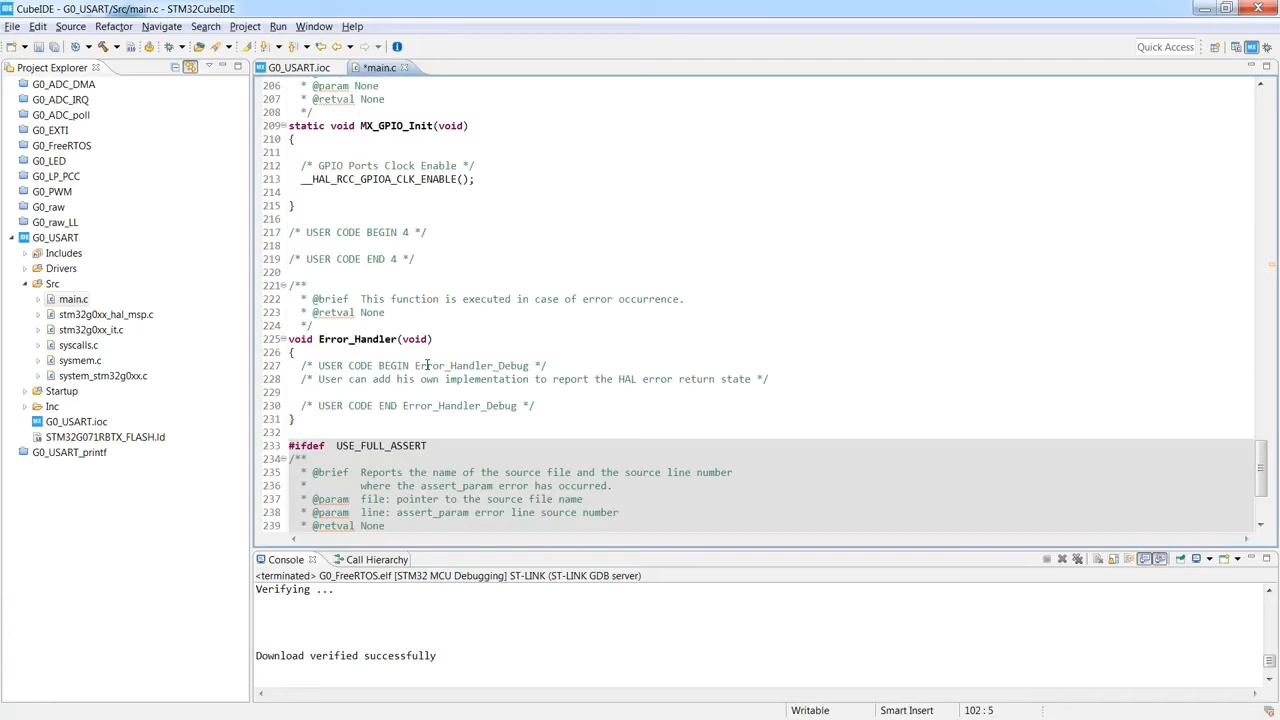 CubeIDE - G0_USART/Src/main.c - STM32CubeIDE
File Edit Source Refactor Navigate Search Project Run Window Help
Quick Access
Project Explorer
G0_ADC_DMA
G0_ADC_IRQ
G0_ADC_poll
G0_EXTI
G0_FreeRTOS
G0_LED
G0_LP_PCC
G0_PWM
G0_raw
G0_raw_LL
G0_USART
Includes
Drivers
Src
main.c
stm32g0xx_hal_msp.c
stm32g0xx_it.c
syscalls.c
sysmem.c
system_stm32g0xx.c
Startup
Inc
G0_USART.ioc
STM32G071RBTX_FLASH.ld
G0_USART_printf
G0_USART.ioc *main.c
206 * @param None
207 * @retval None
208 */
209 static void MX_GPIO_Init(void)
210 {
211
212 /* GPIO Ports Clock Enable */
213 __HAL_RCC_GPIOA_CLK_ENABLE();
214
215 }
216
217 /* USER CODE BEGIN 4 */
218
219 /* USER CODE END 4 */
220
221 /**
222 * @brief This function is executed in case of error occurrence.
223 * @retval None
224 */
225 void Error_Handler(void)
226 {
227 /* USER CODE BEGIN Error_Handler_Debug */
228 /* User can add his own implementation to report the HAL error return state */
229
230 /* USER CODE END Error_Handler_Debug */
231 }
232
233 #ifdef USE_FULL_ASSERT
234 /**
235 * @brief Reports the name of the source file and the source line number
236 * where the assert_param error has occurred.
237 * @param file: pointer to the source file name
238 * @param line: assert_param error line source number
239 * @retval None
Console Call Hierarchy
<terminated> G0_FreeRTOS.elf [STM32 MCU Debugging] ST-LINK (ST-LINK GDB server)
Verifying ...
Download verified successfully
Writable Smart Insert 102 : 5